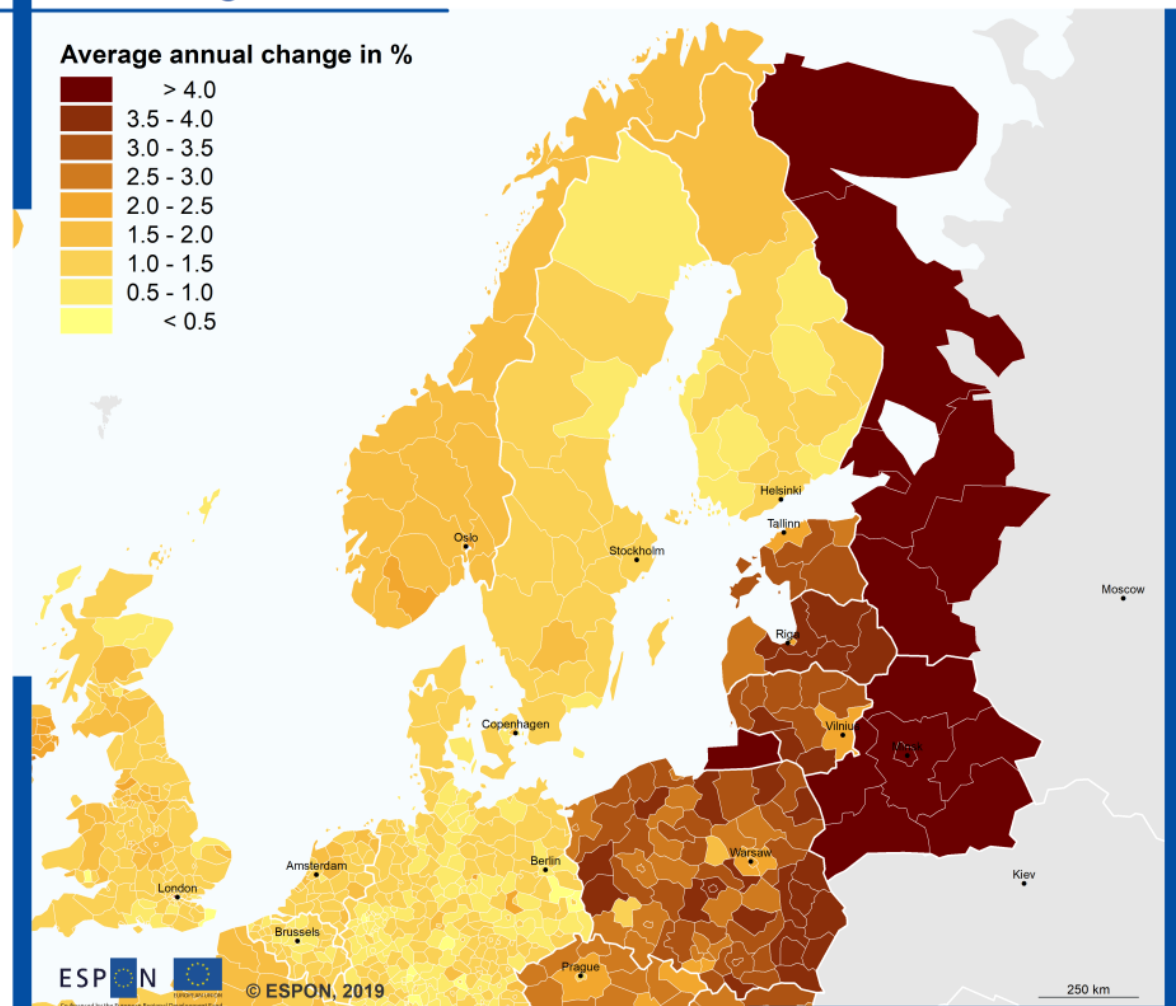 Average annual change in %
> 4.0
3.5 - 4.0
3.0 - 3.5
2.5 - 3.0
2.0 - 2.5
1.5 - 2.0
1.0 - 1.5
0.5 - 1.0
< 0.5
Helsinki
Tallinn
Oslo
Stockholm
Moscow
Riga
Copenhagen
Vilnius
Minsk
Warsaw
Berlin
Amsterdam
London
Kiev
Brussels
Prague
ESPON
EUROPEAN UNION
© ESPON, 2019
250 km